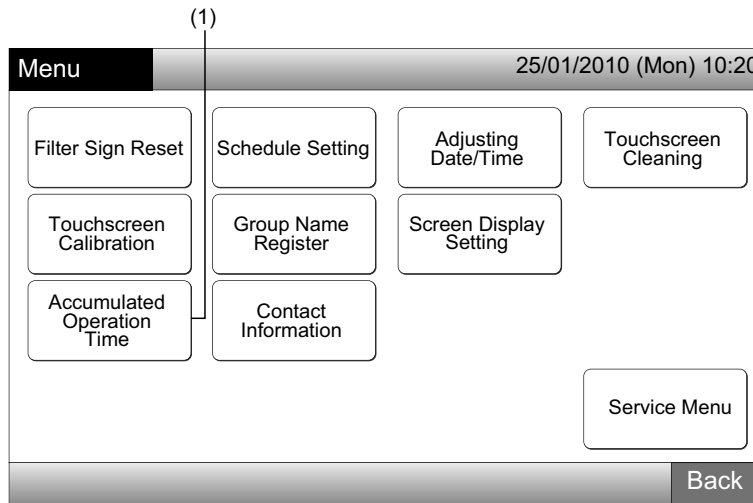 (1)
Menu
25/01/2010 (Mon) 10:20
Filter Sign Reset
Schedule Setting
Adjusting
Date/Time
Touchscreen
Cleaning
Touchscreen
Calibration
Group Name
Register
Screen Display
Setting
Accumulated
Operation
Time
Contact
Information
Service Menu
Back